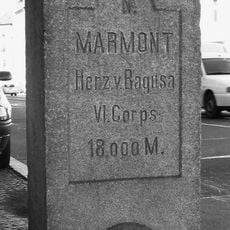 N.
MARMONT
Herz. v. Ragusa
VI. Corps
18.000 M.